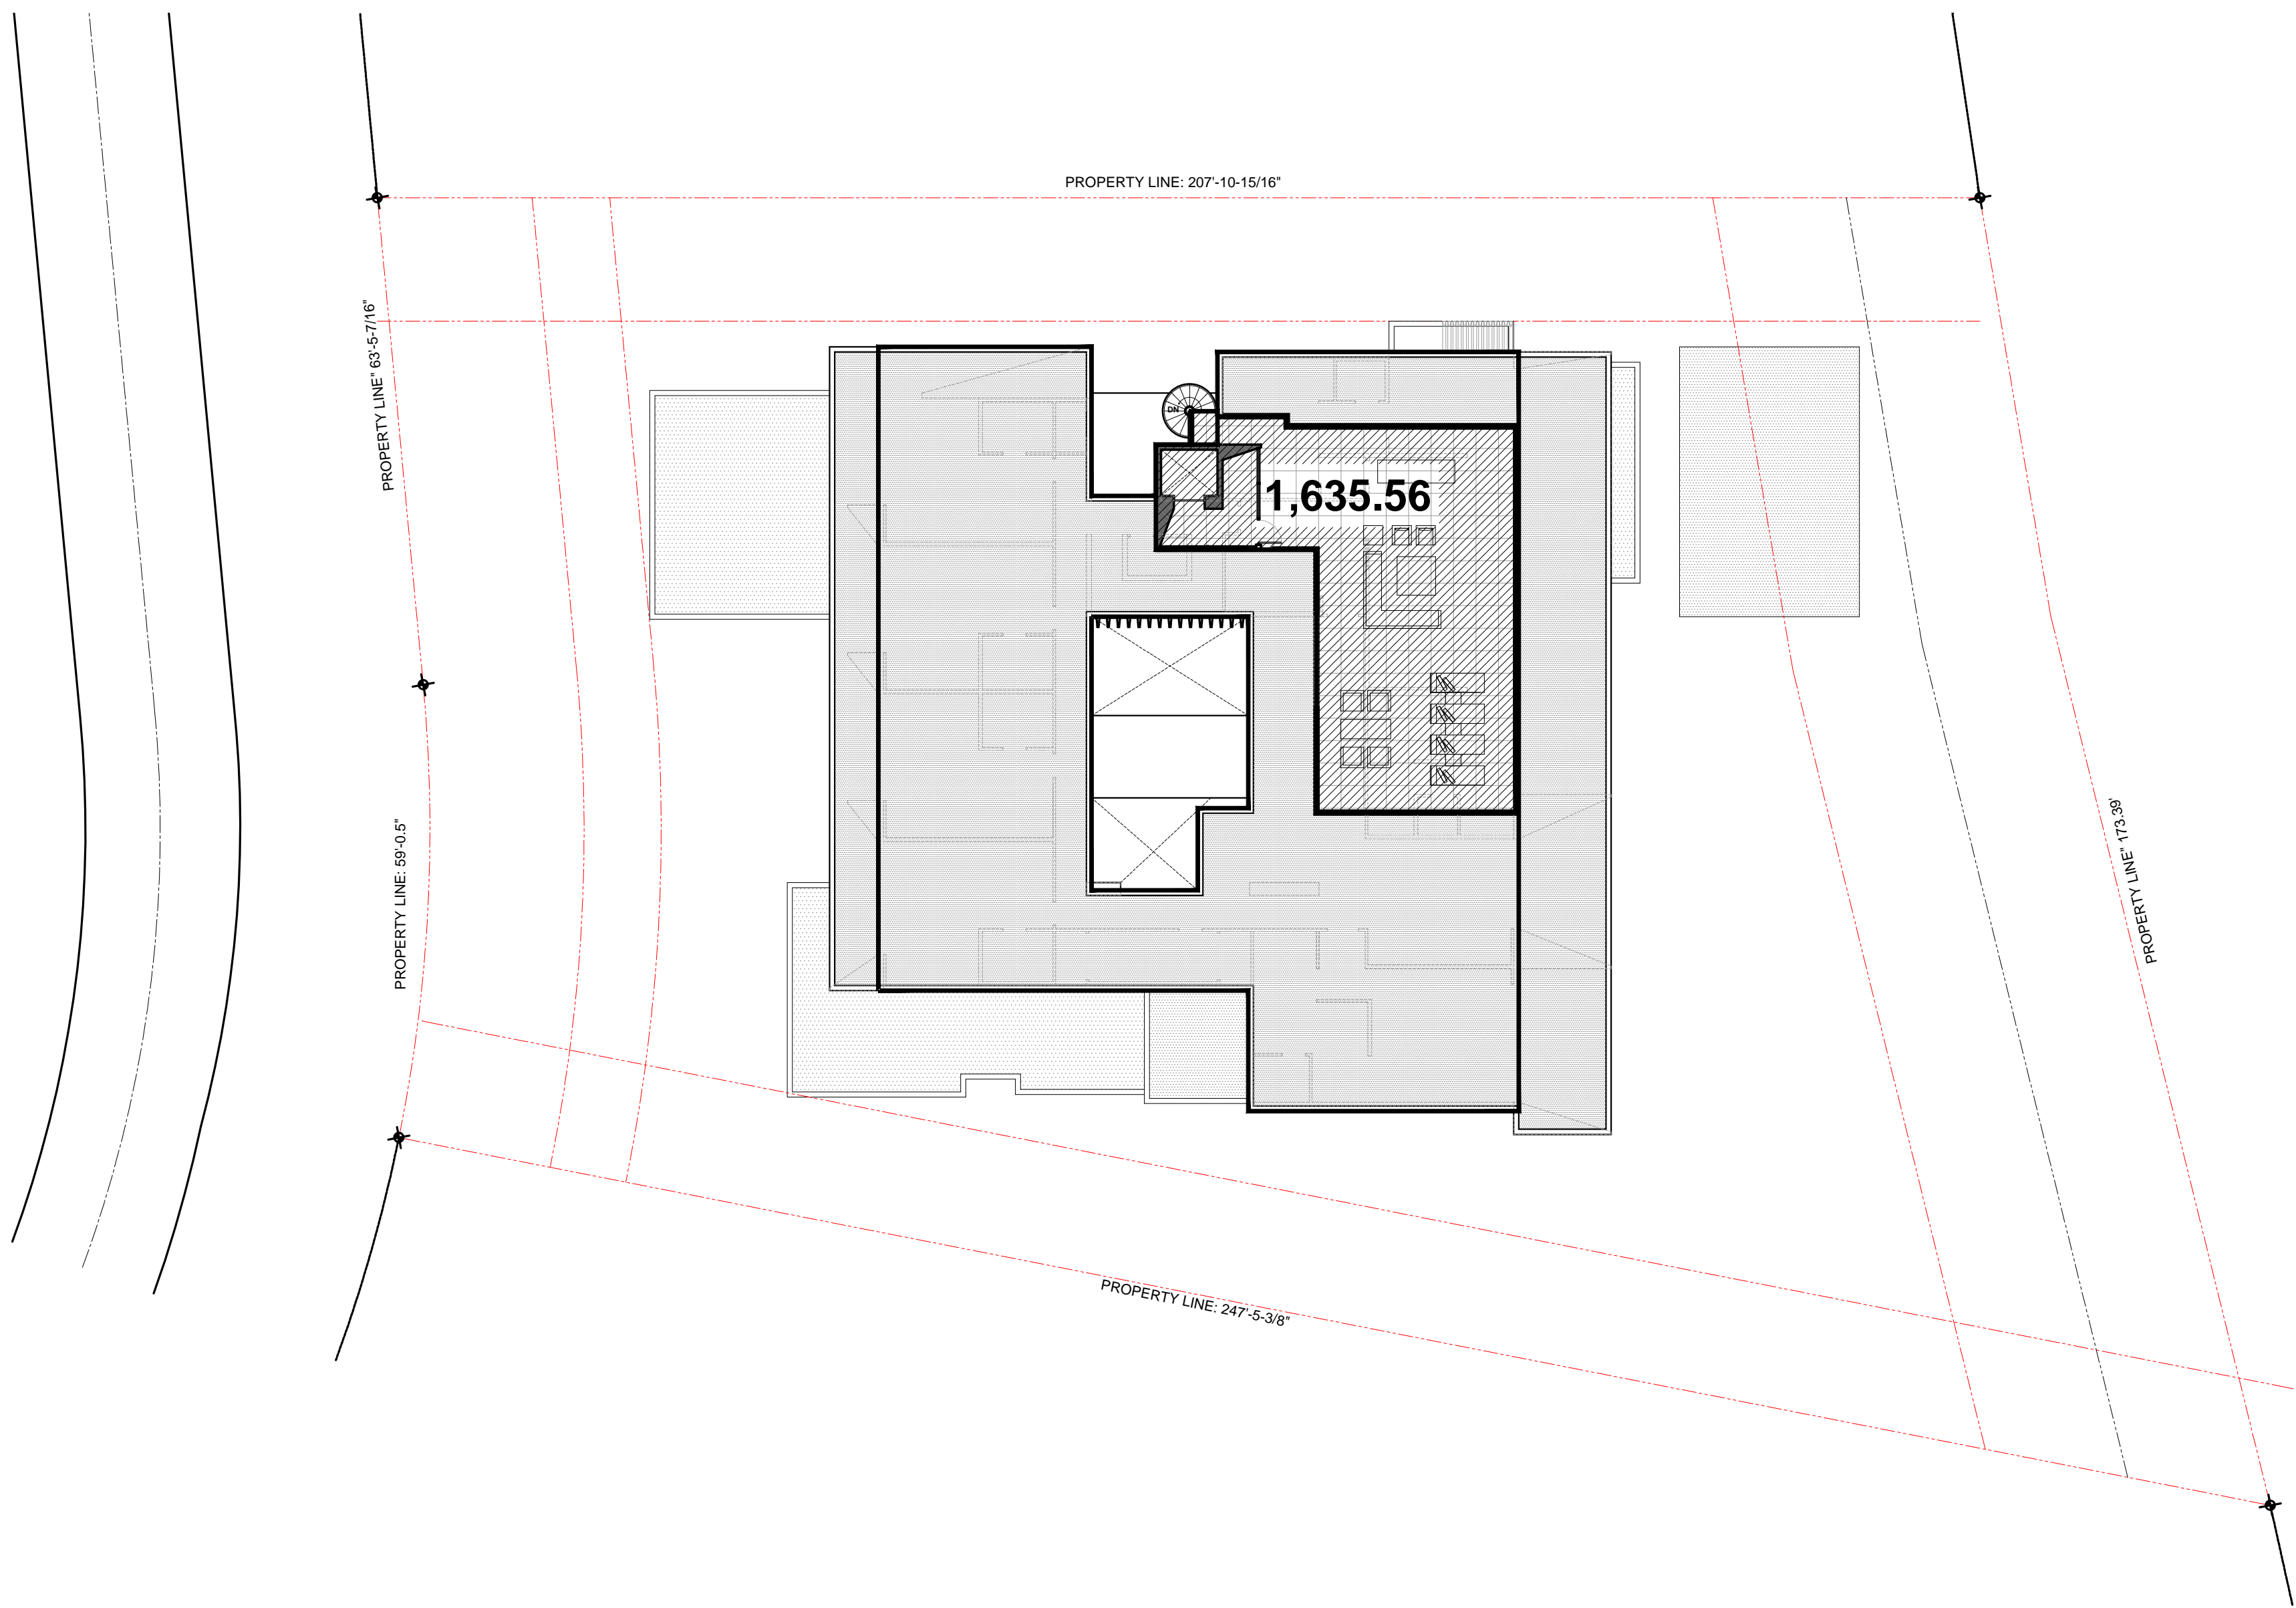 PROPERTY LINE: 207'-10-15/16"
PROPERTY LINE" 63'-5-7/16"
DN
1,635.56
PROPERTY LINE: 59'-0.5"
PROPERTY LINE" 173.39'
PROPERTY LINE: 247'-5-3/8"